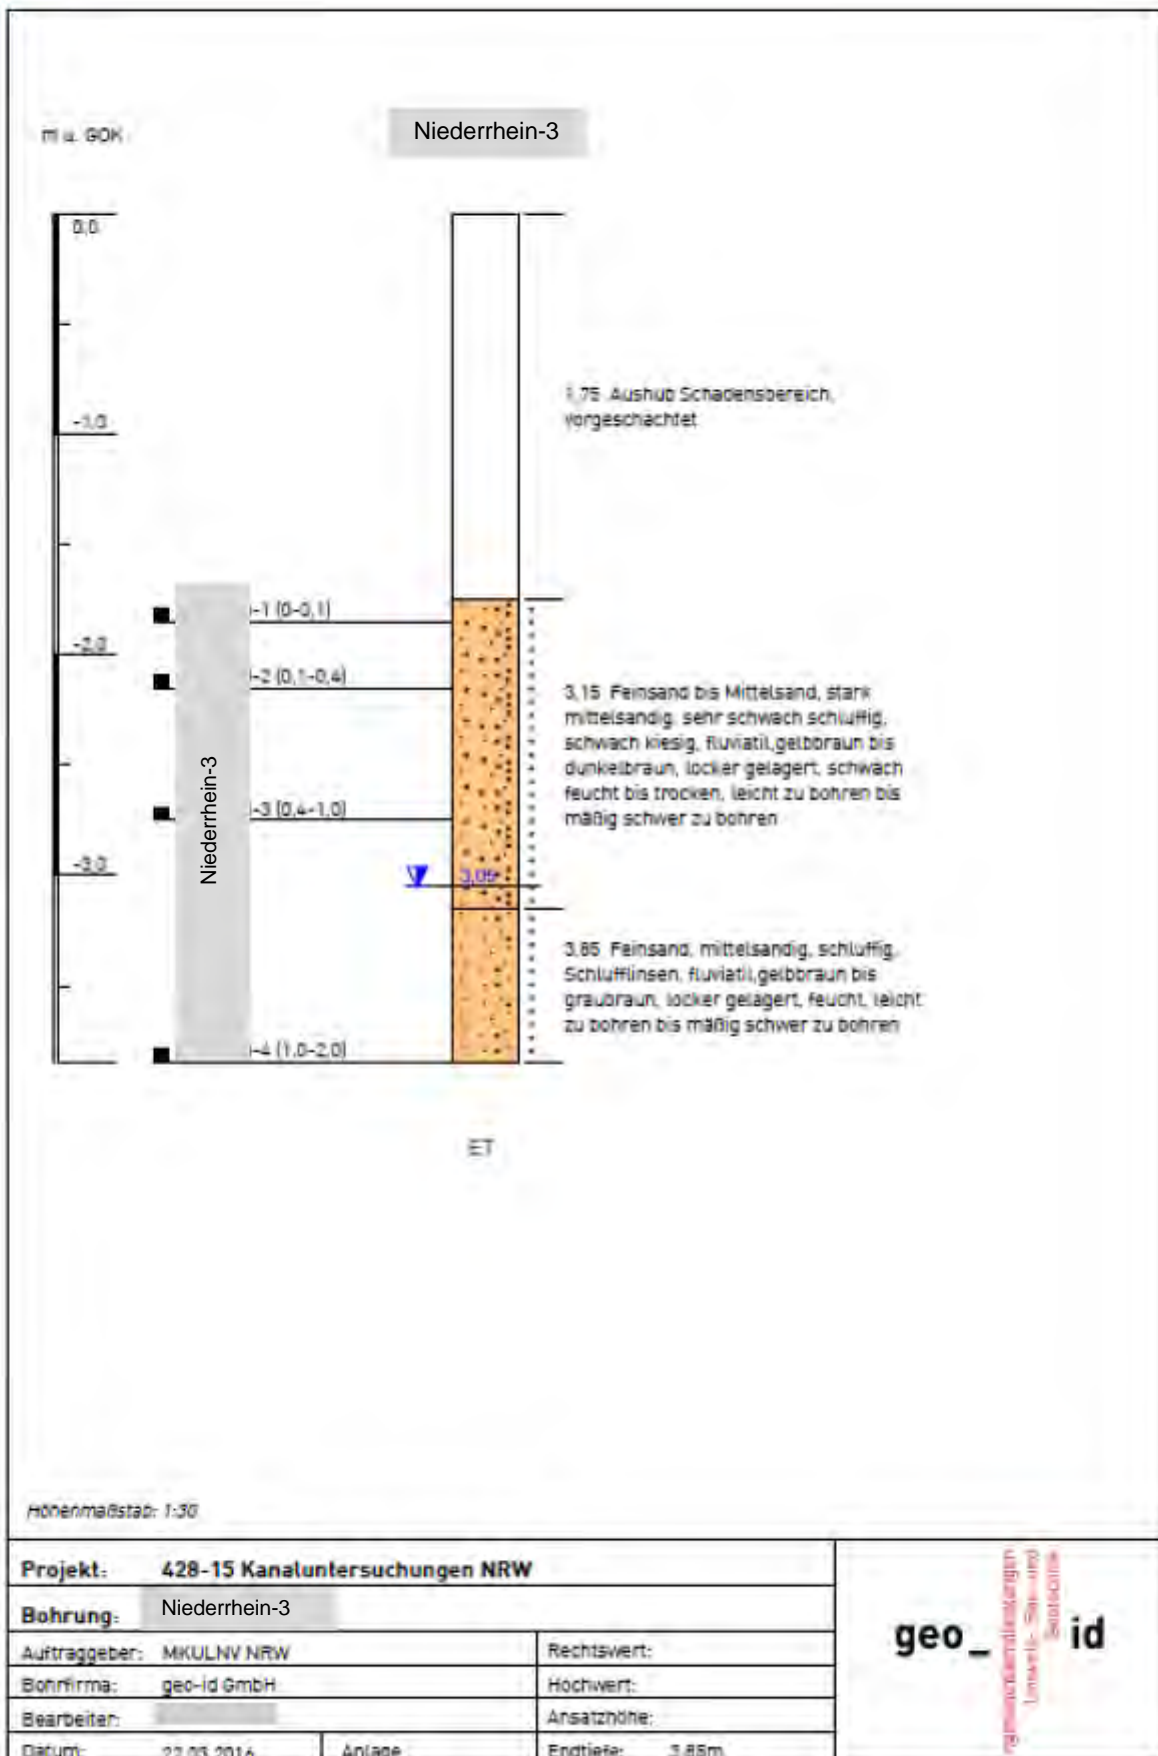 m u. GOK
Niederrhein-3
0,0
1,75 Aushub Schadensbereich,
vorgeschachtet
-1,0
-1 (0-0,1)
-2,0
-2 (0,1-0,4)
3,15 Feinsand bis Mittelsand, stark
mittelsandig, sehr schwach schluffig,
schwach kiesig, fluviatil,gelbbraun bis
dunkelbraun, locker gelagert, schwach
feucht bis trocken, leicht zu bohren bis
mäßig schwer zu bohren
Niederrhein-3
-3 (0,4-1,0)
-3,0
3,05
3,85 Feinsand, mittelsandig, schluffig,
Schlufflinsen, fluviatil,gelbbraun bis
graubraun, locker gelagert, feucht, leicht
zu bohren bis mäßig schwer zu bohren
-4 (1,0-2,0)
ET
Höhenmaßstab: 1:30
Projekt: 428-15 Kanaluntersuchungen NRW
Bohrung: Niederrhein-3
Auftraggeber: MKULNV NRW
Rechtswert:
Bohrfirma: geo-id GmbH
Hochwert:
Bearbeiter:
Ansatzhöhe:
Datum: 22.03.2016
Anlage
Endtiefe: 3,85m
geo_ id
Geotechnik